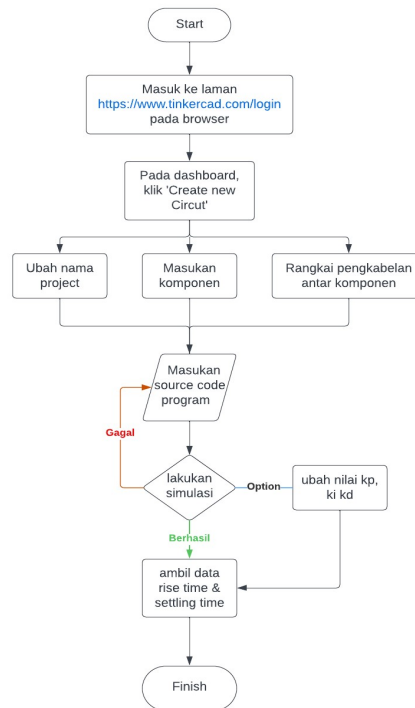 Start
Masuk ke laman
https://www.tinkercad.com/login
pada browser
Pada dashboard,
klik 'Create new
Circut'
Ubah nama
project
Masukan
komponen
Rangkai pengkabelan
antar komponen
Masukan
source code
program
Gagal
lakukan
simulasi
Option
ubah nilai kp,
ki kd
Berhasil
ambil data
rise time &
settling time
Finish